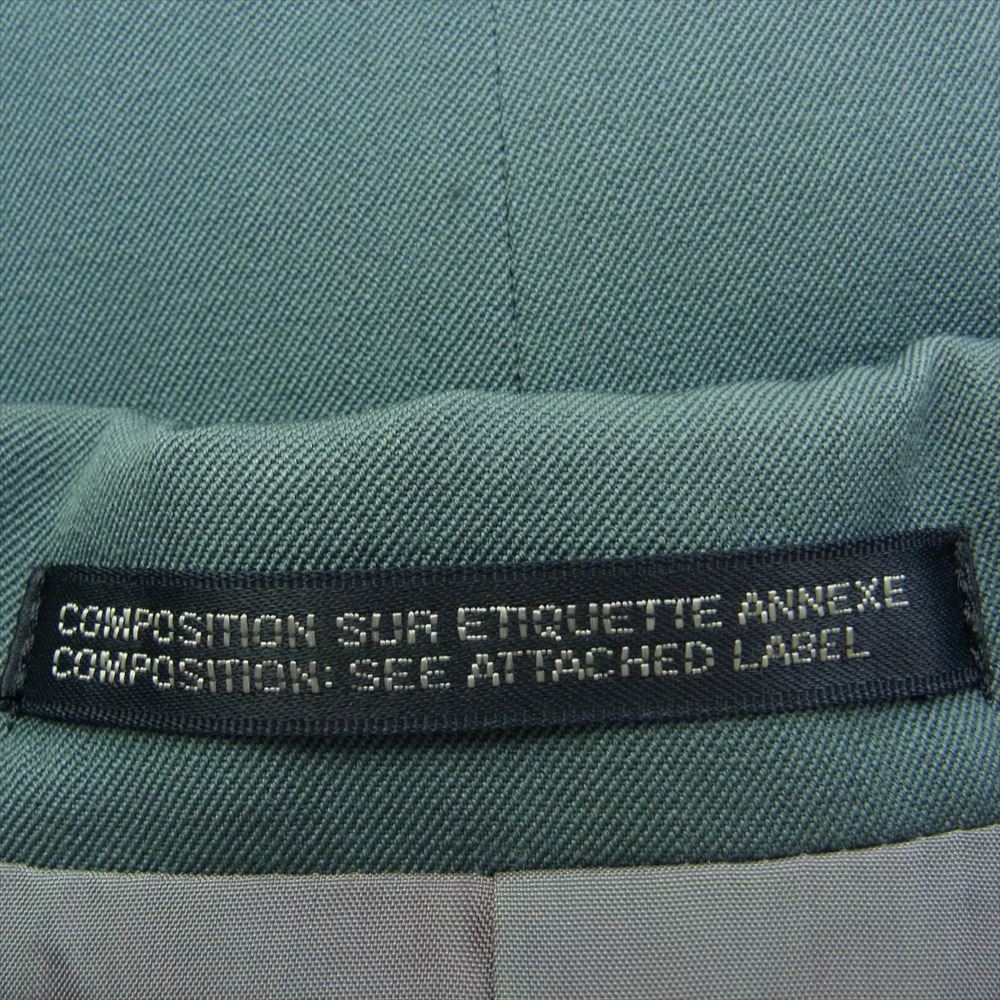 COMPOSITION SUR ETIQUETTE ANNEXE
COMPOSITION: SEE ATTACHED LABEL